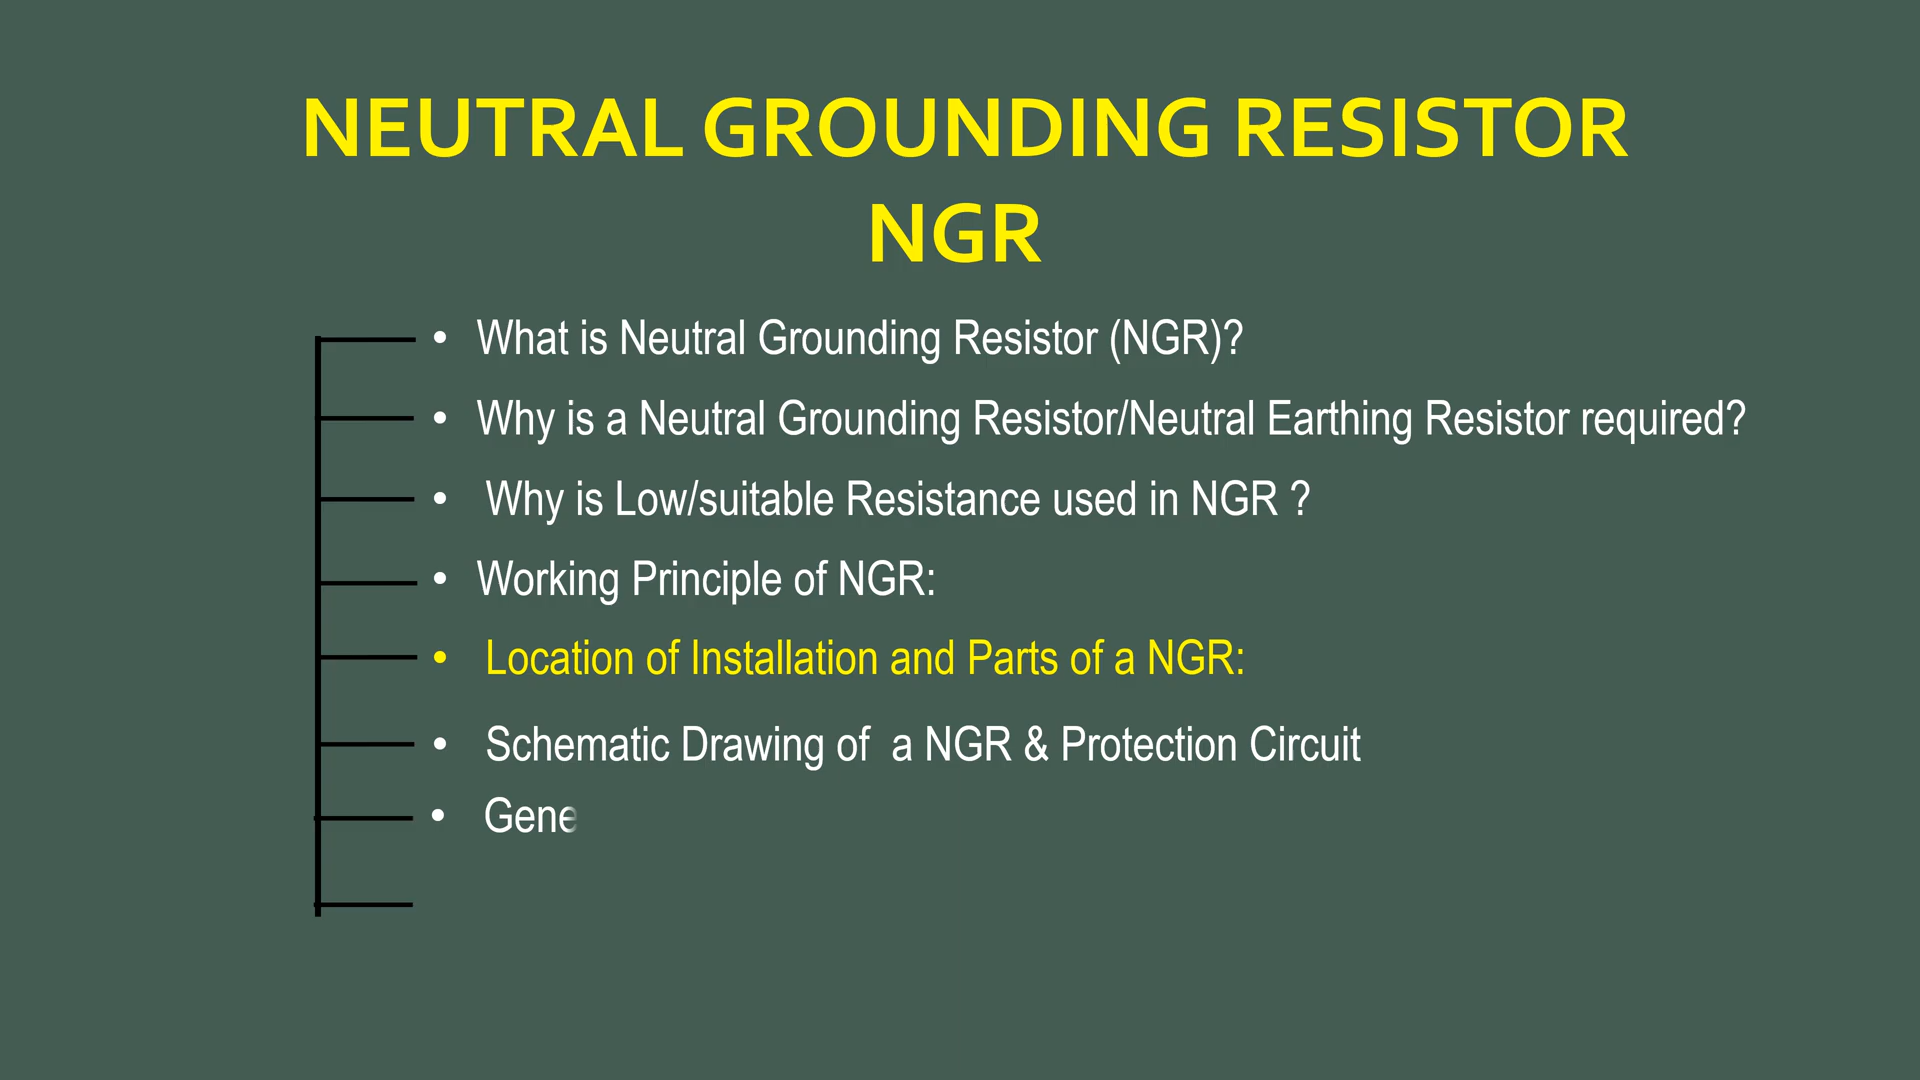 NEUTRAL GROUNDING RESISTOR
NGR
• What is Neutral Grounding Resistor (NGR)?
• Why is a Neutral Grounding Resistor/Neutral Earthing Resistor required?
• Why is Low/suitable Resistance used in NGR ?
• Working Principle of NGR:
• Location of Installation and Parts of a NGR:
• Schematic Drawing of a NGR & Protection Circuit
• Gene